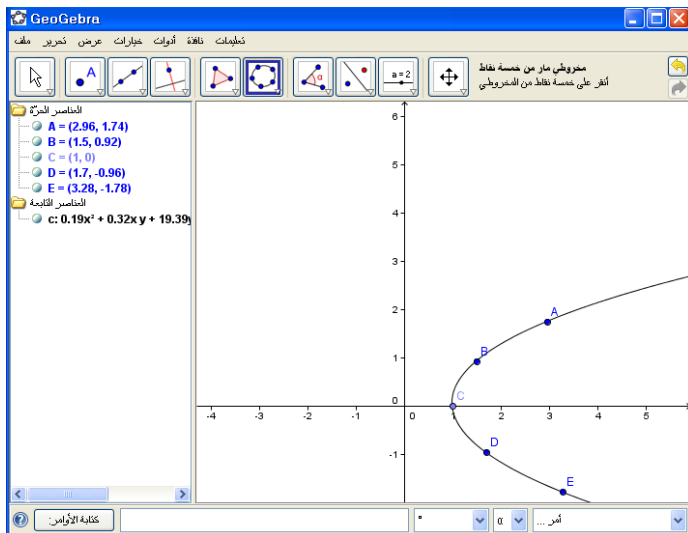 GeoGebra
ملف تحرير عرض خيارات أدوات نافذة تعليمات
A
α
a = 2
مخروطي مار من خمسة نقاط
أنقر على خمسة نقاط من المخروطي
العناصر الحرّة
A = (2.96, 1.74)
B = (1.5, 0.92)
C = (1, 0)
D = (1.7, -0.96)
E = (3.28, -1.78)
العناصر التابعة
c: 0.19x² + 0.32x y + 19.39y
6
5
4
3
2
1
0
-1
-4 -3 -2 -1 0 1 2 3 4 5
A
B
C
D
E
كتابة الأوامر:
°
α
أمر ...